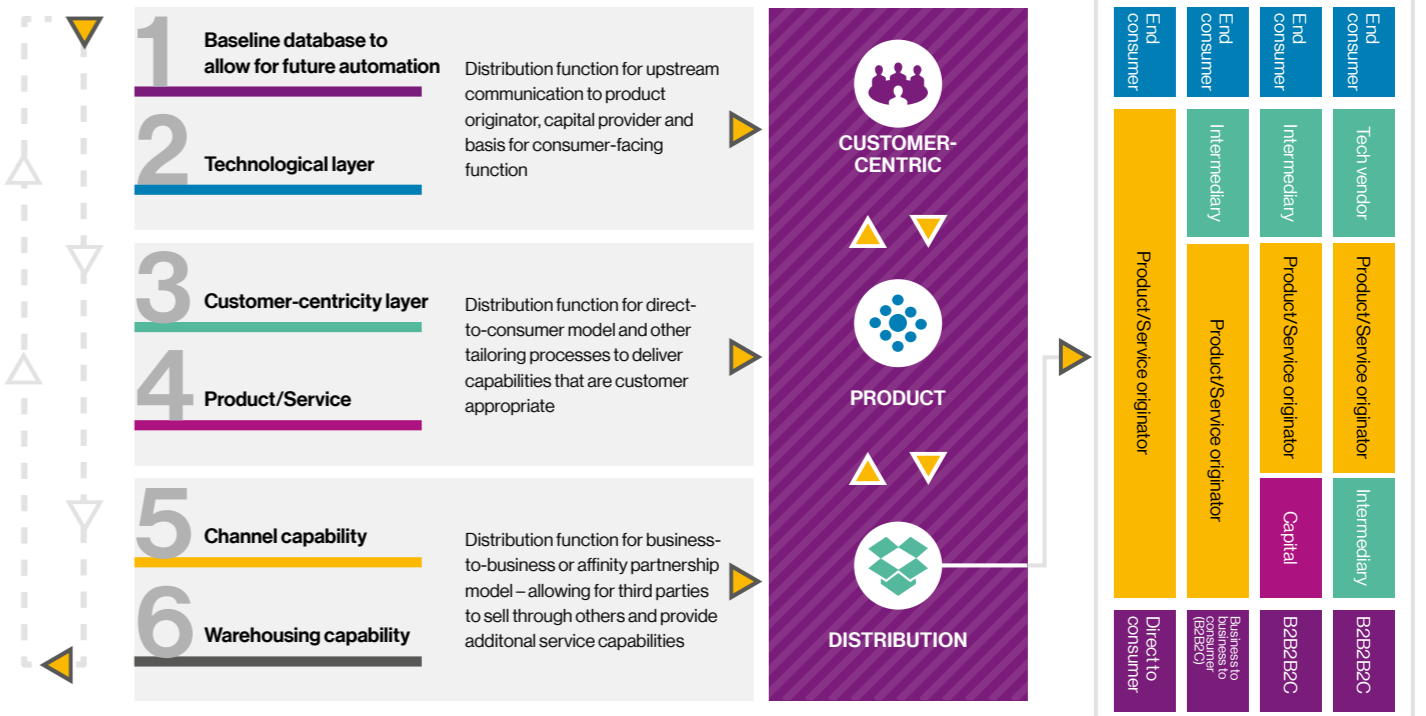 1
Baseline database to
allow for future automation
2
Technological layer
Distribution function for upstream
communication to product
originator, capital provider and
basis for consumer-facing
function
3
Customer-centricity layer
4
Product/Service
Distribution function for direct-
to-consumer model and other
tailoring processes to deliver
capabilities that are customer
appropriate
5
Channel capability
6
Warehousing capability
Distribution function for business-
to-business or affinity partnership
model – allowing for third parties
to sell through others and provide
additonal service capabilities
CUSTOMER-
CENTRIC
PRODUCT
DISTRIBUTION
End
consumer
Product/Service originator
Direct to
consumer
End
consumer
Intermediary
Product/Service originator
Business to
business to
consumer
(B2B2C)
End
consumer
Intermediary
Product/Service originator
Capital
B2B2B2C
End
consumer
Tech vendor
Product/Service originator
Intermediary
B2B2B2C